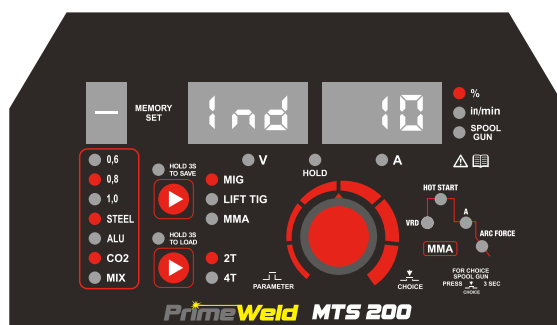 –
MEMORY
SET
Ind
10
%
in/min
SPOOL
GUN
V
HOLD
A
0,6
0,8
1,0
STEEL
ALU
CO2
MIX
HOLD 3S
TO SAVE
HOLD 3S
TO LOAD
MIG
LIFT TIG
MMA
2T
4T
PARAMETER
CHOICE
HOT START
VRD
A
ARC FORCE
MMA
FOR CHOICE
SPOOL GUN
PRESS CHOICE 3 SEC
PrimeWeld MTS 200